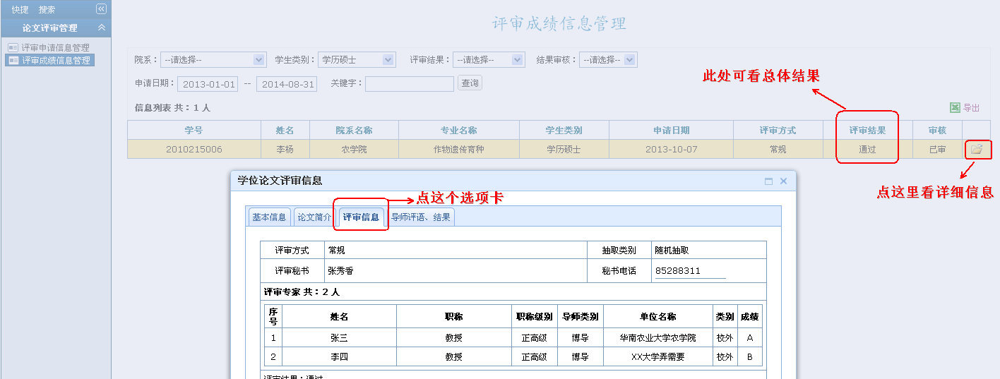 快捷 搜索
论文评审管理
评审申请信息管理
评审成绩信息管理
评审成绩信息管理
院系： --请选择-- 学生类别： 学历硕士 评审结果： --请选择-- 结果审核： --请选择--
申请日期： 2013-01-01 -- 2014-08-31 关键字： 查询
此处可看总体结果
信息列表 共：1 人 导出
学号 姓名 院系名称 专业名称 学生类别 申请日期 评审方式 评审结果 审核
2010215006 李杨 农学院 作物遗传育种 学历硕士 2013-10-07 常规 通过 已审
点这里看详细信息
学位论文评审信息
点这个选项卡
基本信息 论文简介 评审信息 导师评语、结果
评审方式 常规 抽取类别 随机抽取
评审秘书 张秀香 秘书电话 85288311
评审专家 共：2 人
序号 姓名 职称 职称级别 导师类别 单位名称 类别 成绩
1 张三 教授 正高级 博导 华南农业大学农学院 校外 A
2 李四 教授 正高级 博导 XX大学弄需要 校外 B
评审结果：通过